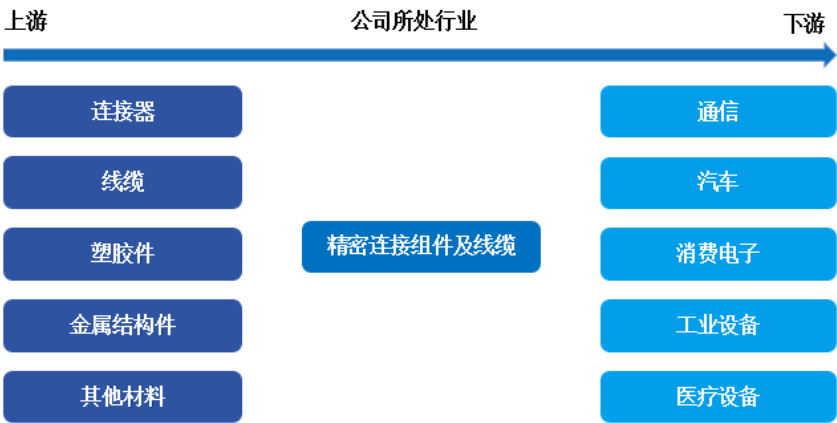 上游
公司所处行业
下游
连接器
线缆
塑胶件
金属结构件
其他材料
精密连接组件及线缆
通信
汽车
消费电子
工业设备
医疗设备